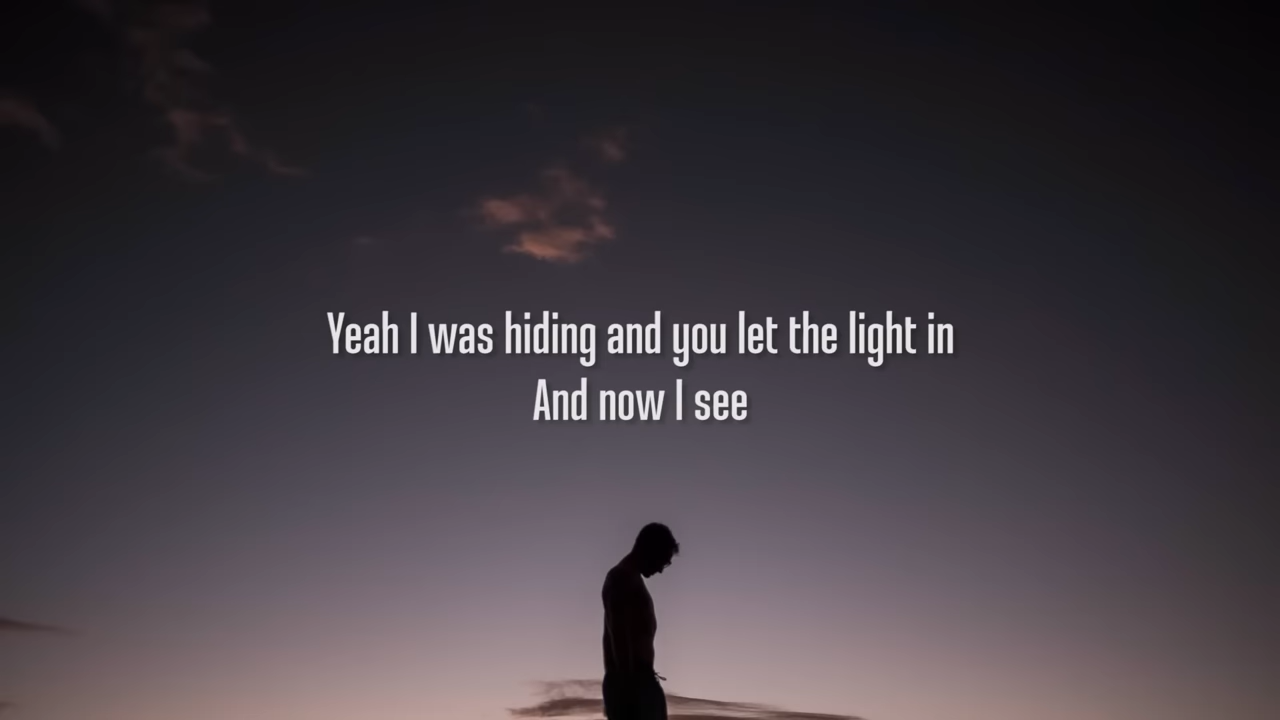 Yeah I was hiding and you let the light in
And now I see